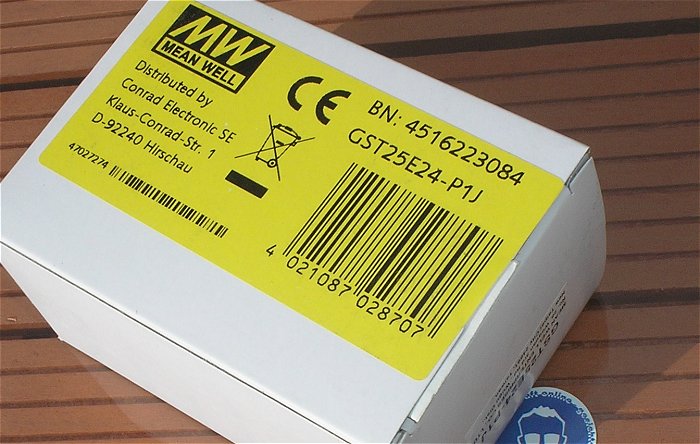 MW
MEAN WELL
Distributed by
Conrad Electronic SE
Klaus-Conrad-Str. 1
D-92240 Hirschau
47027274
CE
BN: 4516223084
GST25E24-P1J
4 021087 028707